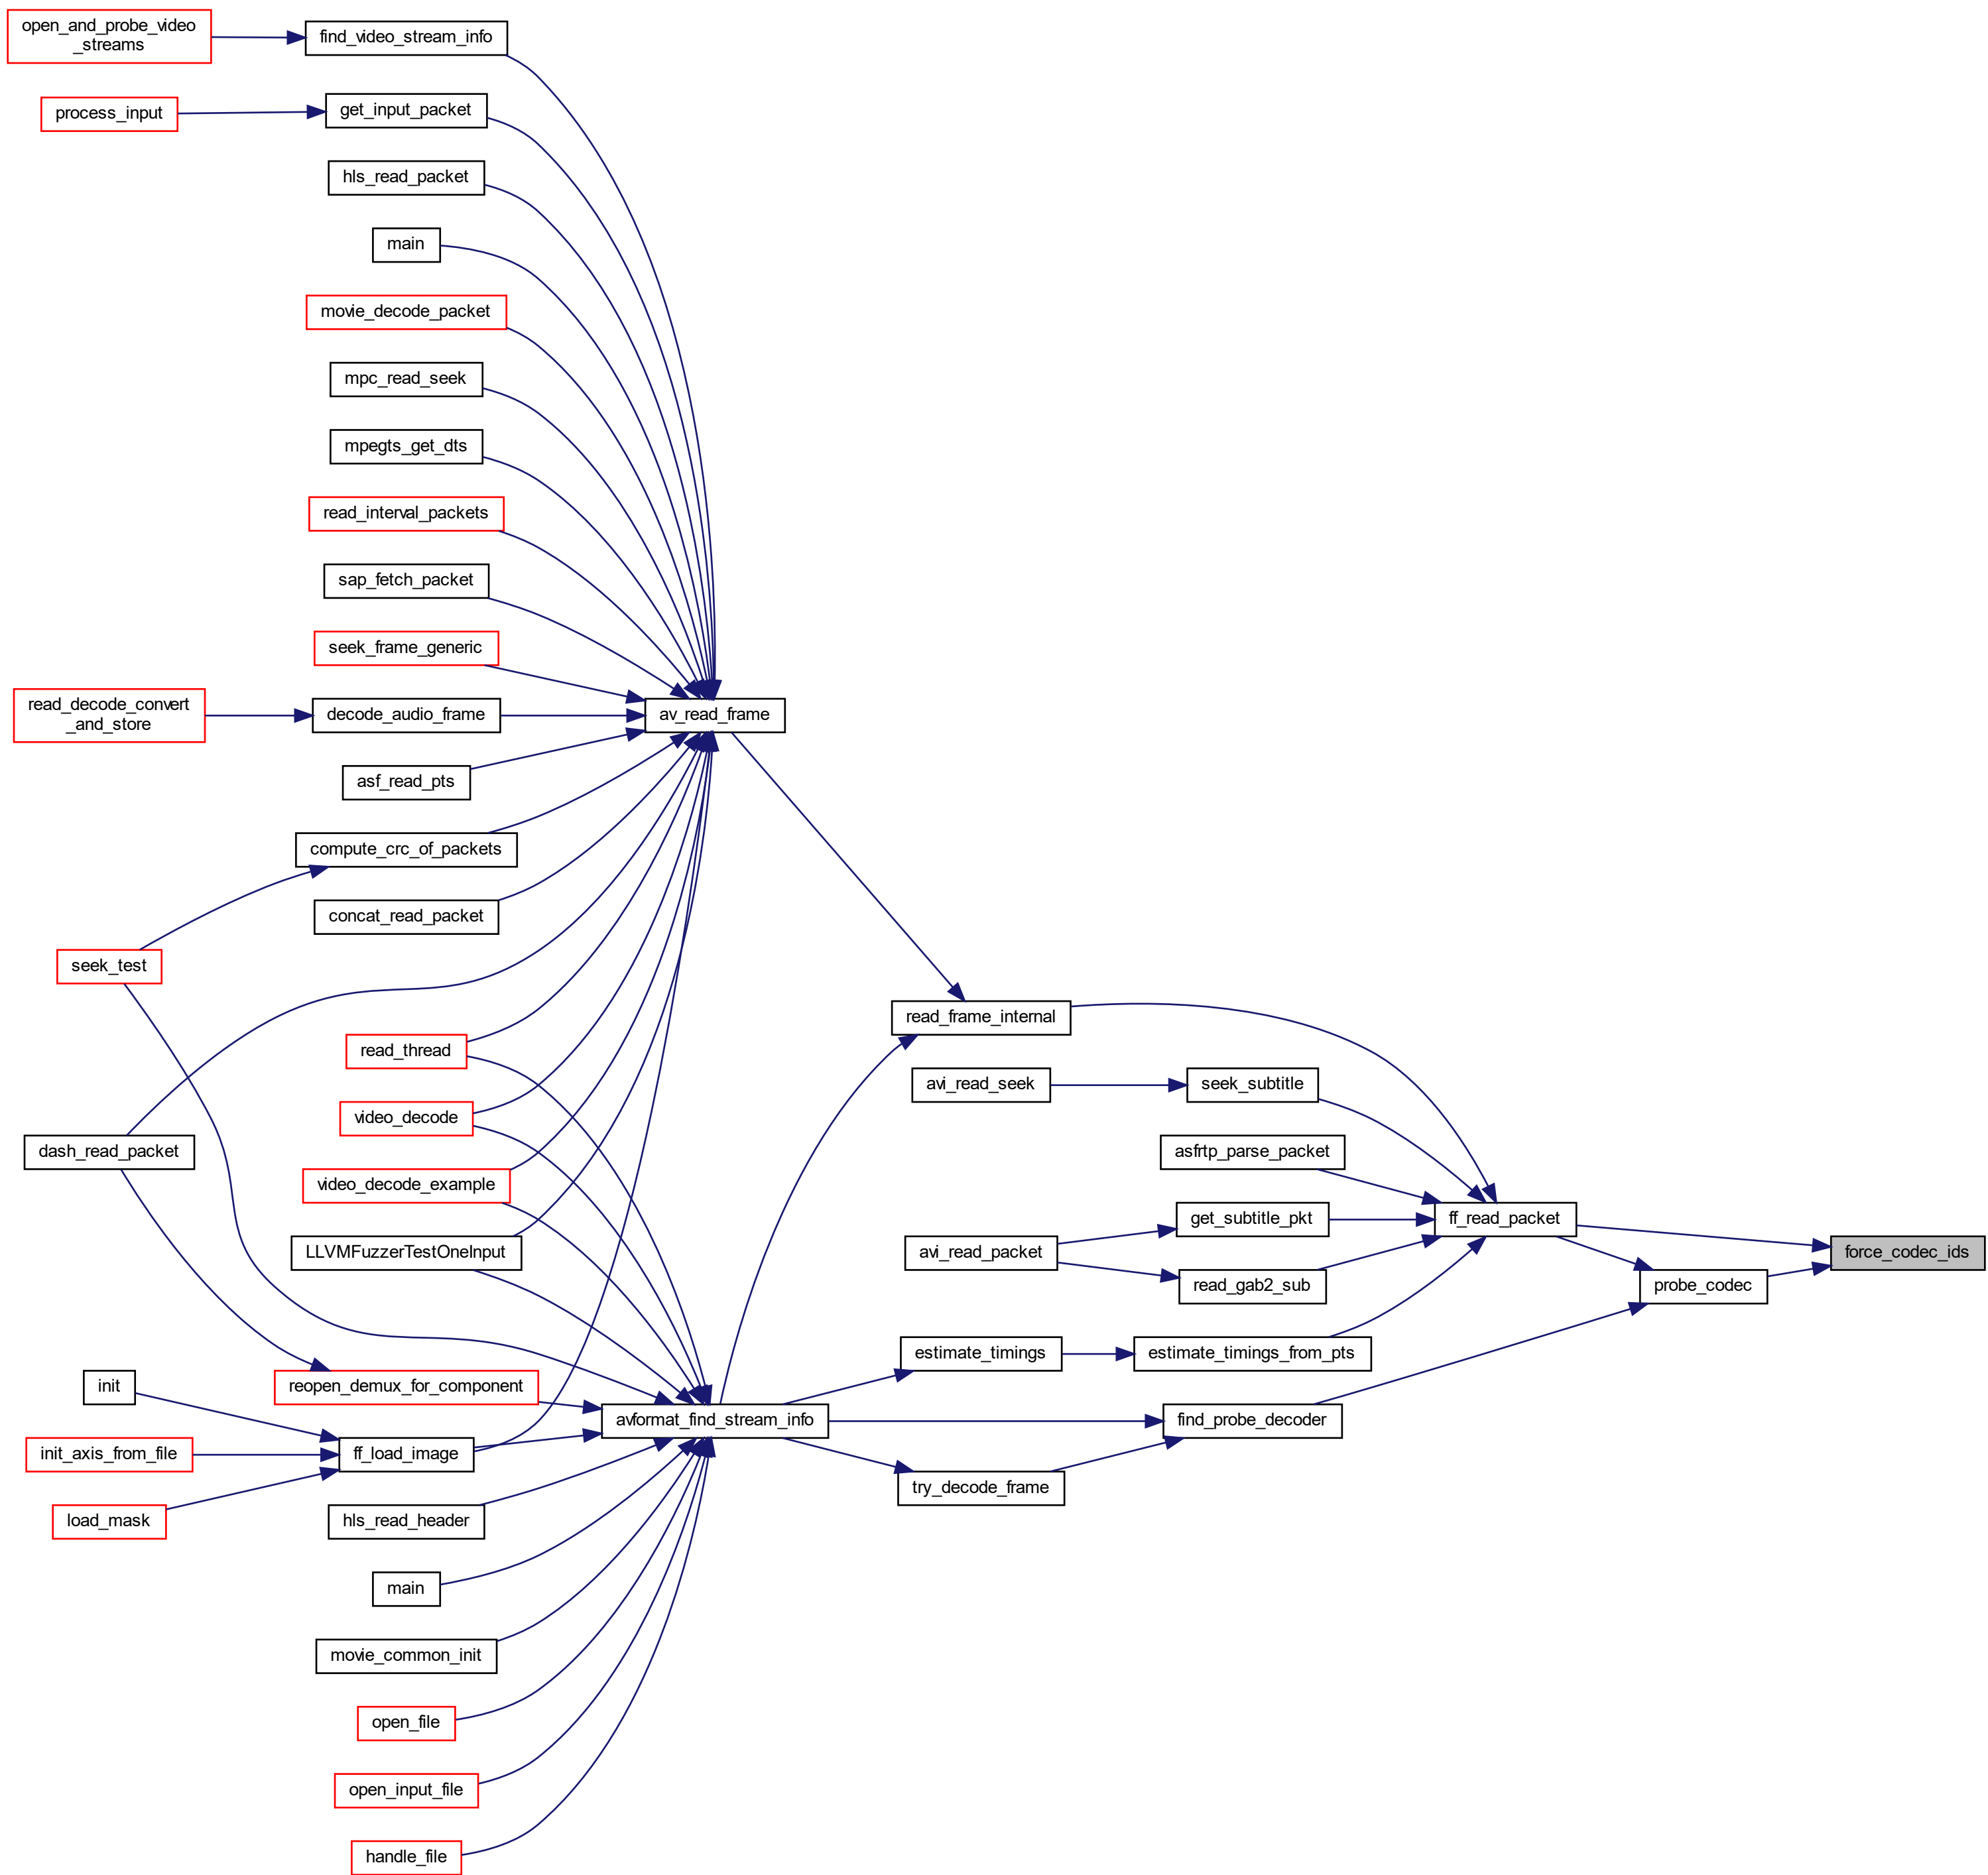 open_and_probe_video
_streams
find_video_stream_info
process_input
get_input_packet
hls_read_packet
main
movie_decode_packet
mpc_read_seek
mpegts_get_dts
read_interval_packets
sap_fetch_packet
seek_frame_generic
read_decode_convert
_and_store
decode_audio_frame
av_read_frame
asf_read_pts
compute_crc_of_packets
concat_read_packet
seek_test
read_frame_internal
read_thread
avi_read_seek
seek_subtitle
video_decode
dash_read_packet
asfrtp_parse_packet
video_decode_example
get_subtitle_pkt
ff_read_packet
LLVMFuzzerTestOneInput
avi_read_packet
force_codec_ids
read_gab2_sub
probe_codec
estimate_timings
estimate_timings_from_pts
init
reopen_demux_for_component
avformat_find_stream_info
find_probe_decoder
init_axis_from_file
ff_load_image
try_decode_frame
load_mask
hls_read_header
main
movie_common_init
open_file
open_input_file
handle_file